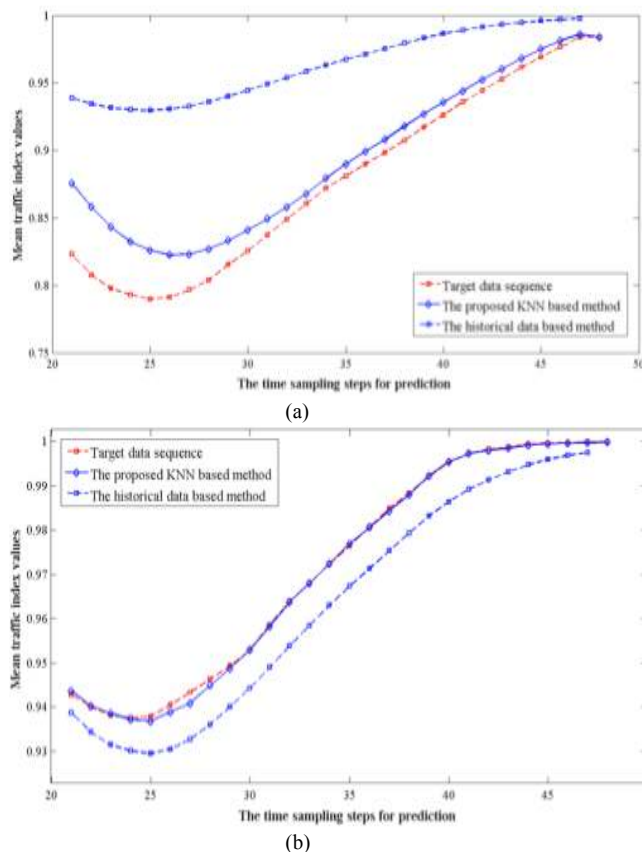 1
0.95
0.9
0.85
0.8
0.75
20 25 30 35 40 45 50
Mean traffic index values
The time sampling steps for prediction
Target data sequence
The proposed KNN based method
The historical data based method
(a)
1
0.99
0.98
0.97
0.96
0.95
0.94
0.93
20 25 30 35 40 45
Mean traffic index values
The time sampling steps for prediction
Target data sequence
The proposed KNN based method
The historical data based method
(b)